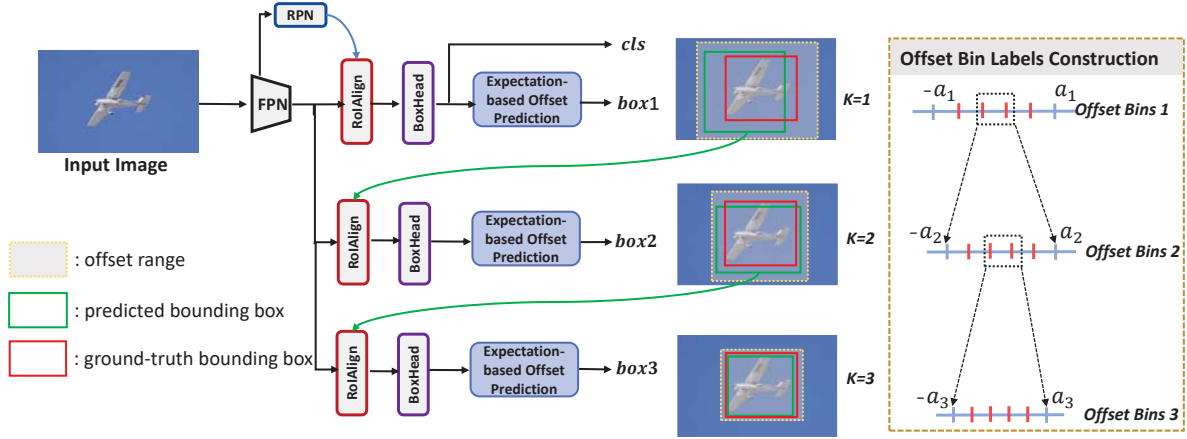 RPN
FPN
Input Image
RoIAlign
BoxHead
Expectation-
based Offset
Prediction
cls
box1
K=1
RoIAlign
BoxHead
Expectation-
based Offset
Prediction
box2
K=2
RoIAlign
BoxHead
Expectation-
based Offset
Prediction
box3
K=3
: offset range
: predicted bounding box
: ground-truth bounding box
Offset Bin Labels Construction
-a₁ a₁
Offset Bins 1
-a₂ a₂
Offset Bins 2
-a₃ a₃
Offset Bins 3